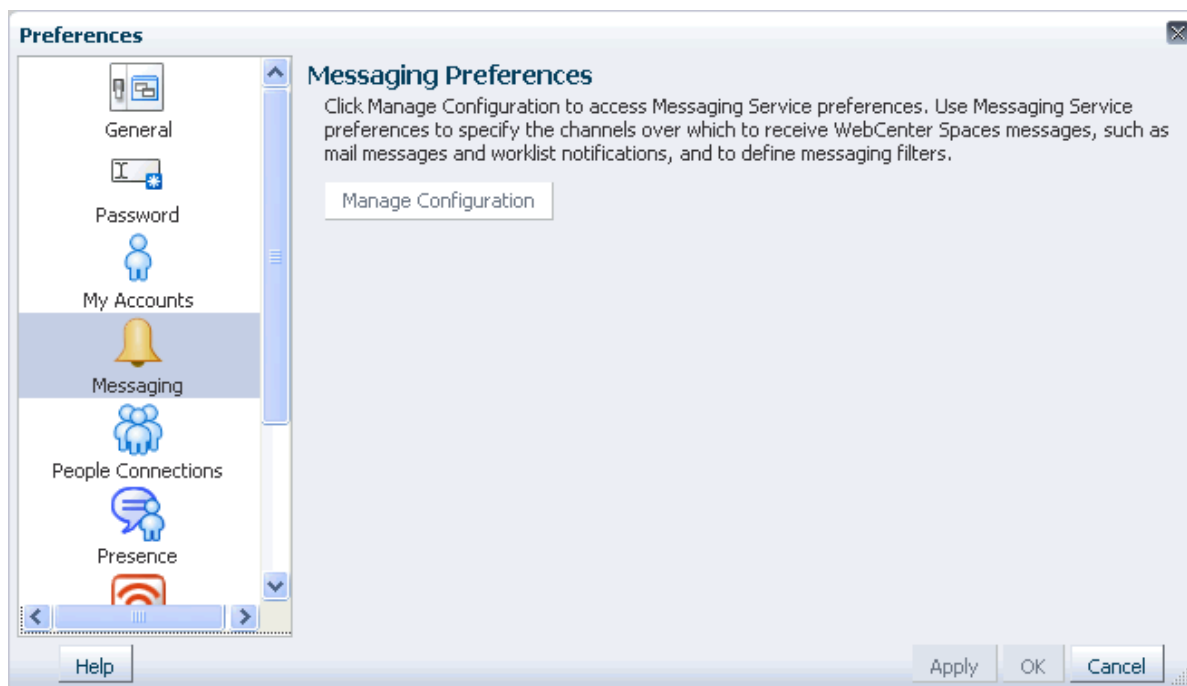 Preferences
General
Password
My Accounts
Messaging
People Connections
Presence
Messaging Preferences
Click Manage Configuration to access Messaging Service preferences. Use Messaging Service
preferences to specify the channels over which to receive WebCenter Spaces messages, such as
mail messages and worklist notifications, and to define messaging filters.
Manage Configuration
Help
Apply
OK
Cancel